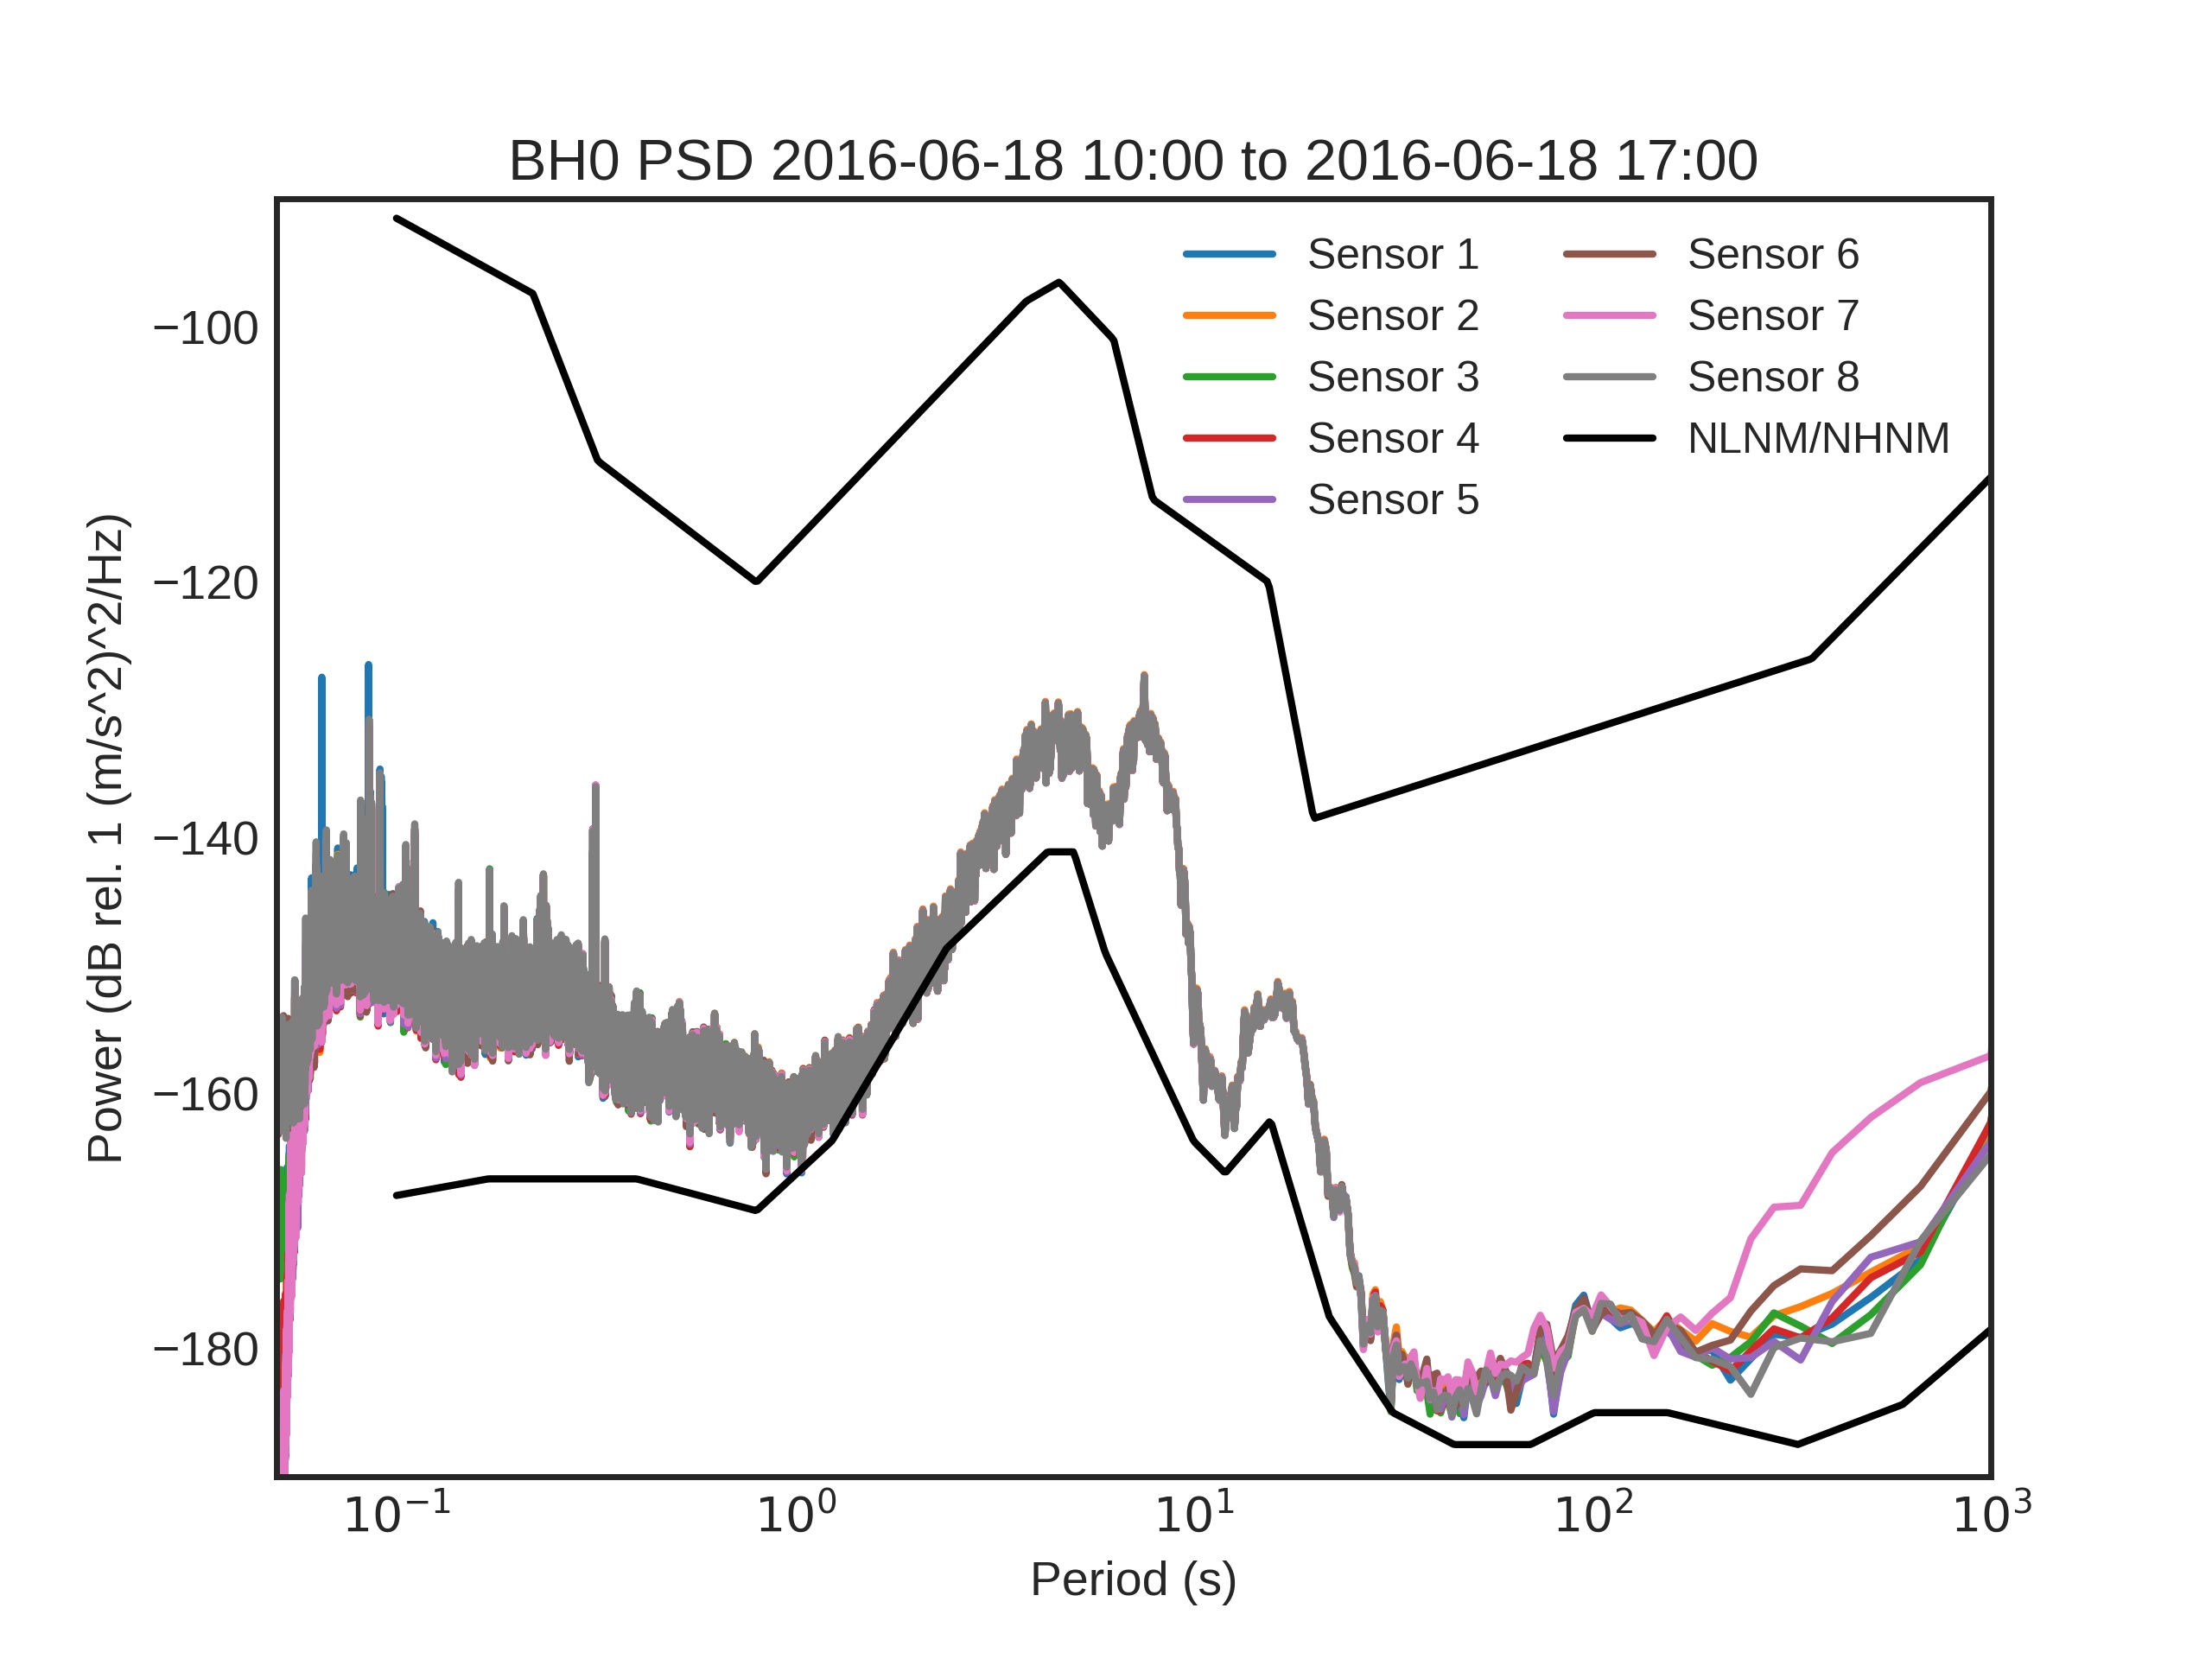 BH0 PSD 2016-06-18 10:00 to 2016-06-18 17:00
Sensor 1
Sensor 2
Sensor 3
Sensor 4
Sensor 5
Sensor 6
Sensor 7
Sensor 8
NLNM/NHNM
Power (dB rel. 1 (m/s^2)^2/Hz)
−100
−120
−140
−160
−180
10⁻¹ 10⁰ 10¹ 10² 10³
Period (s)